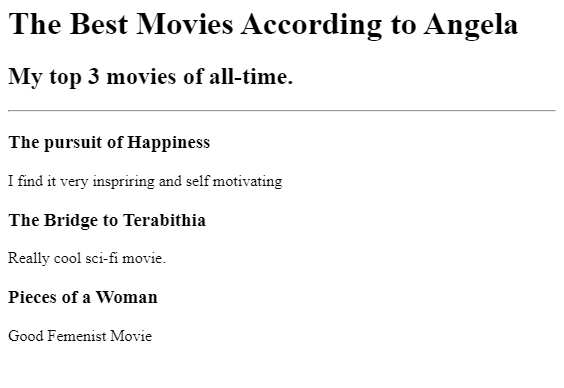 The Best Movies According to Angela
My top 3 movies of all-time.
The pursuit of Happiness
I find it very inspriring and self motivating
The Bridge to Terabithia
Really cool sci-fi movie.
Pieces of a Woman
Good Femenist Movie